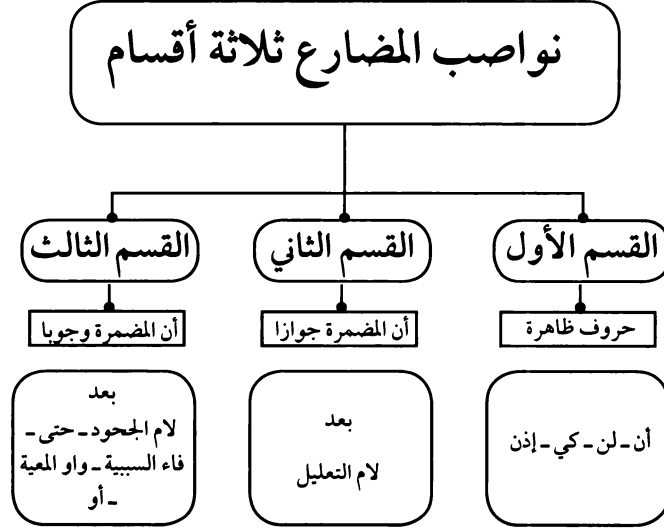 نواصب المضارع ثلاثة أقسام
القسم الأول
القسم الثاني
القسم الثالث
حروف ظاهرة
أن المضمرة جوازا
أن المضمرة وجوبا
أن ـ لن ـ كي ـ إذن
بعد
لام التعليل
بعد
لام الجحود ـ حتى ـ
فاء السببية ـ واو المعية
ـ أو